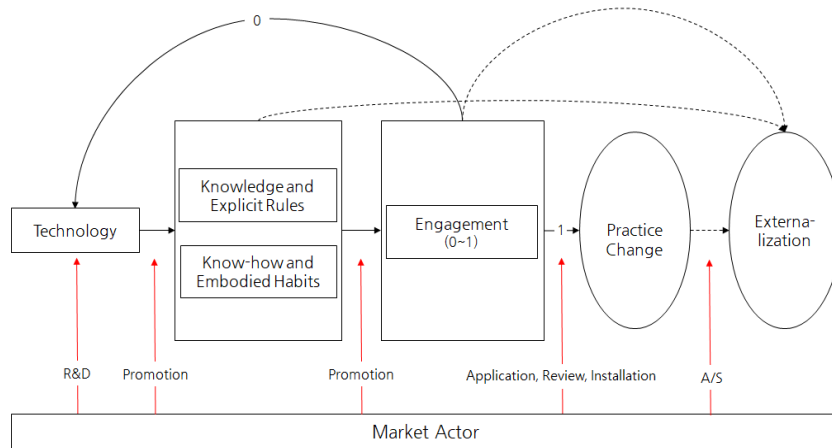 0
Knowledge and
Explicit Rules
Technology
Engagement
(0~1)
1
Practice
Change
Externa-
lization
Know-how and
Embodied Habits
R&D
Promotion
Promotion
Application, Review, Installation
A/S
Market Actor